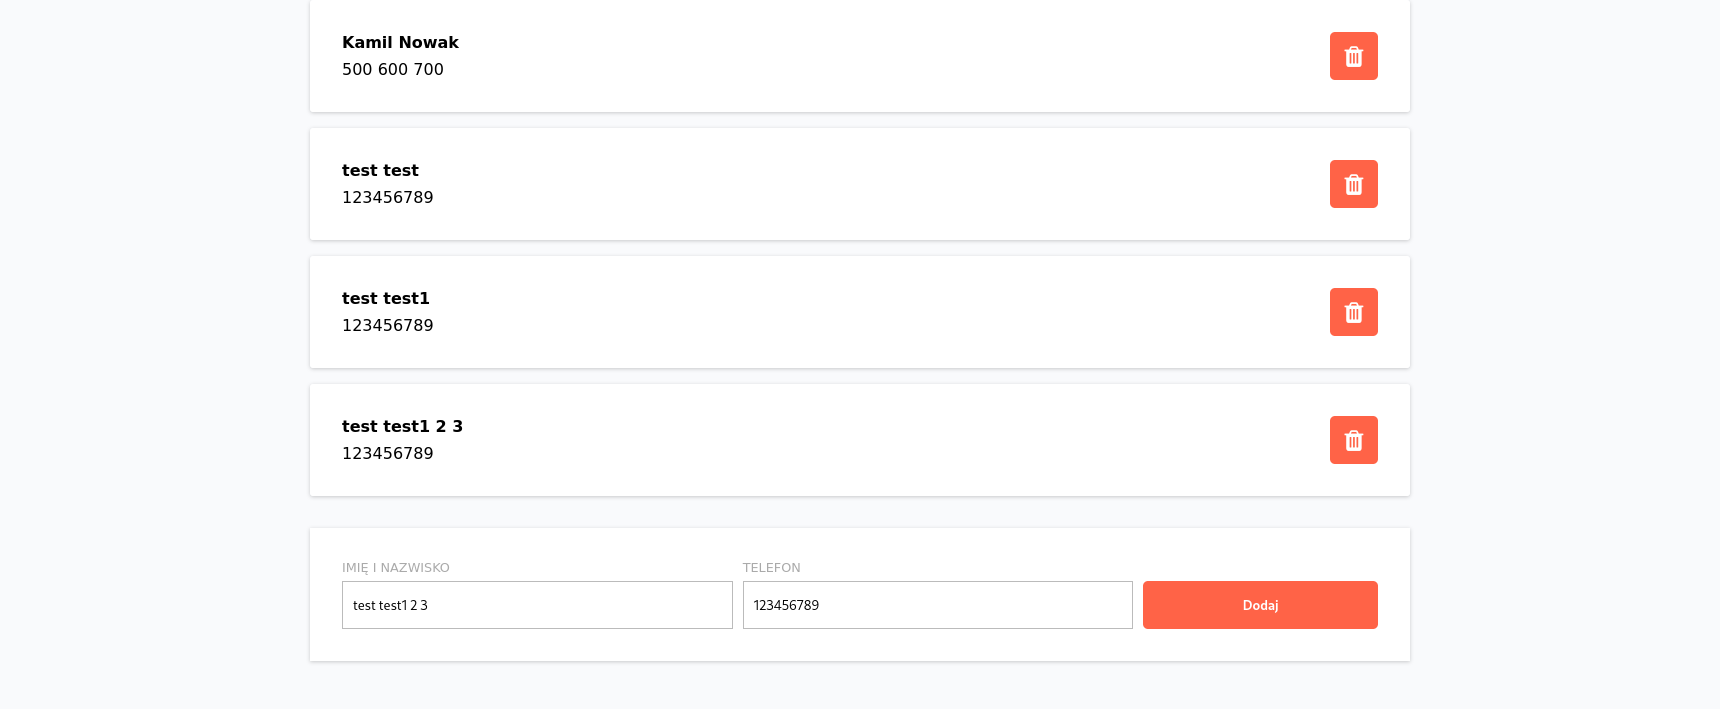 Kamil Nowak
500 600 700
test test
123456789
test test1
123456789
test test1 2 3
123456789
IMIĘ I NAZWISKO
TELEFON
test test1 2 3
123456789
Dodaj